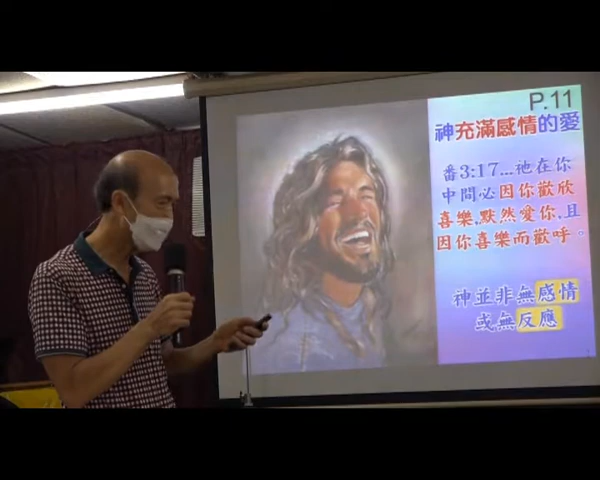 P.11
神充滿感情的愛
番3:17...祂在你
中間必因你歡欣
喜樂,默然愛你,且
因你喜樂而歡呼。
神並非無感情
或無反應